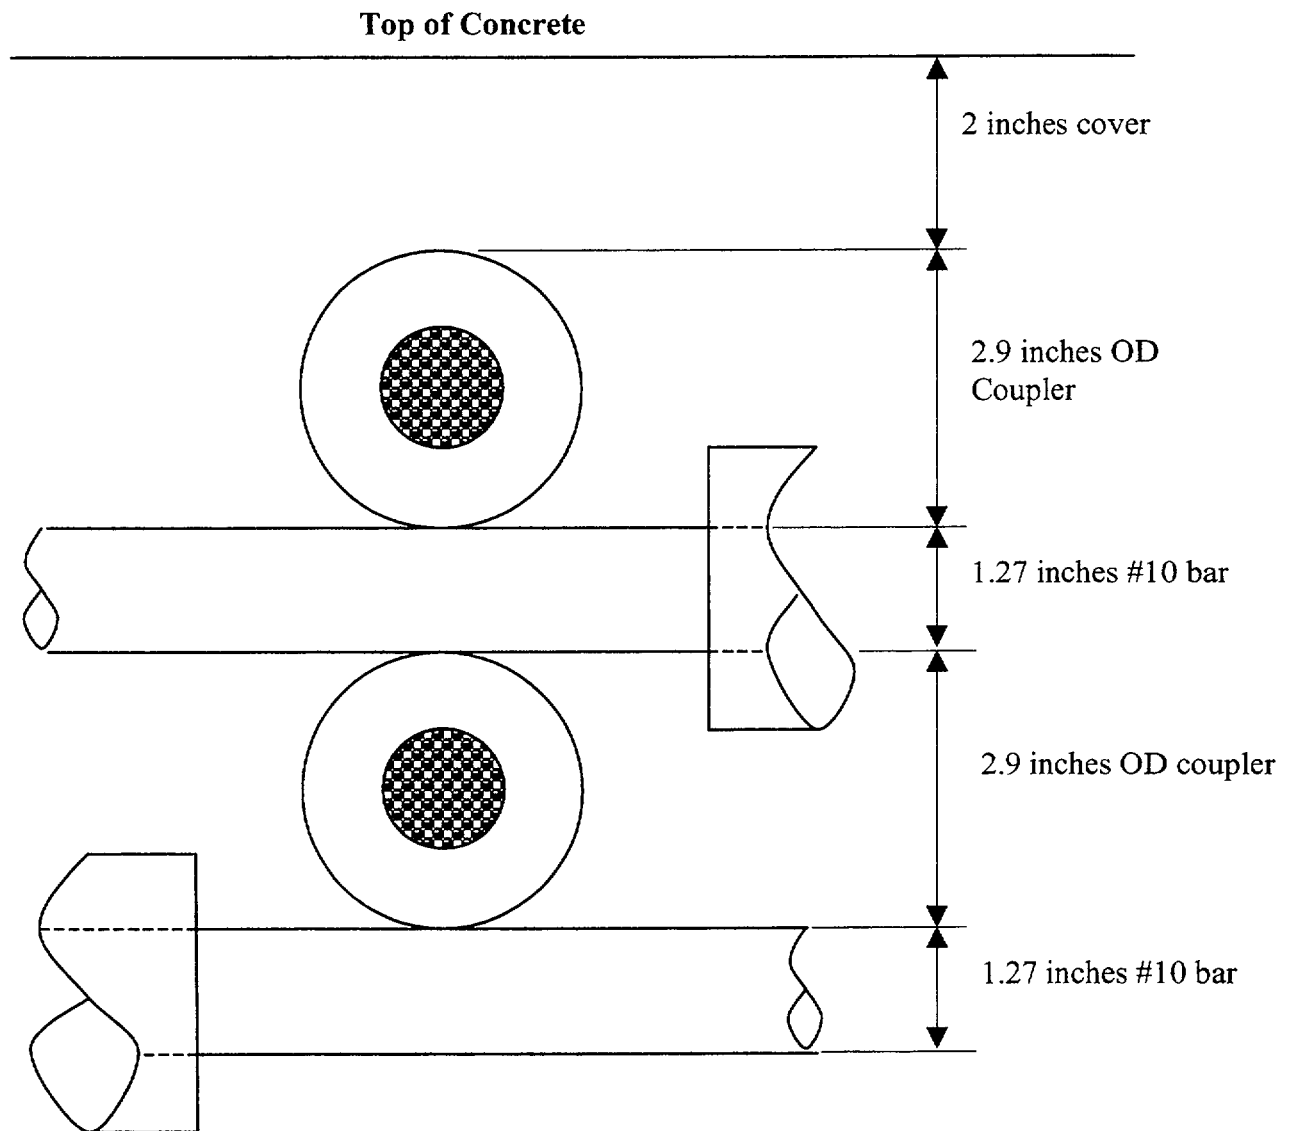 Top of Concrete
2 inches cover
2.9 inches OD
Coupler
1.27 inches #10 bar
2.9 inches OD coupler
1.27 inches #10 bar